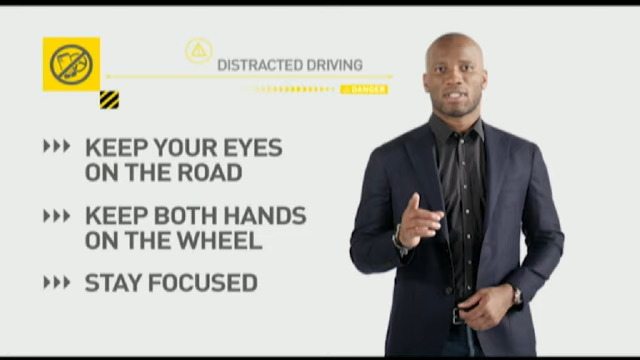 DISTRACTED DRIVING
DANGER
KEEP YOUR EYES
ON THE ROAD
KEEP BOTH HANDS
ON THE WHEEL
STAY FOCUSED